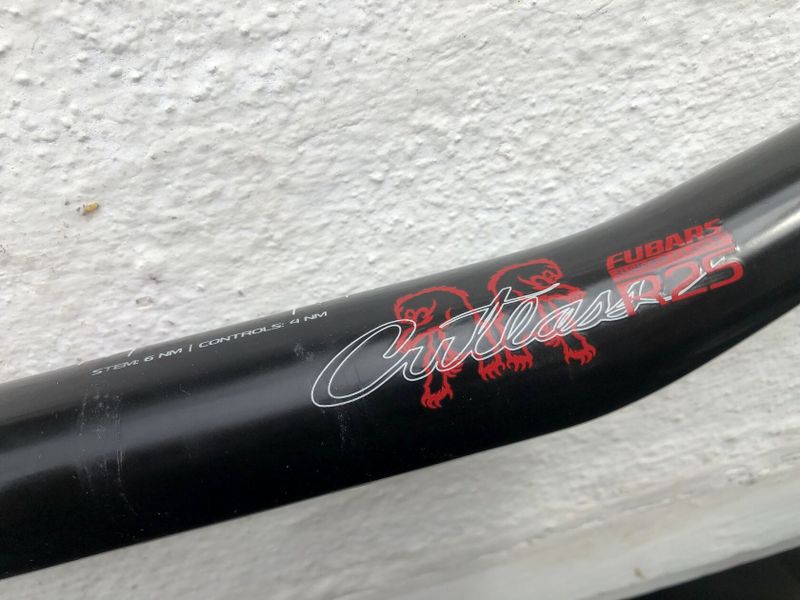 FUBARS
R25
Cutlass
STEM: 6 NM | CONTROLS: 4 NM